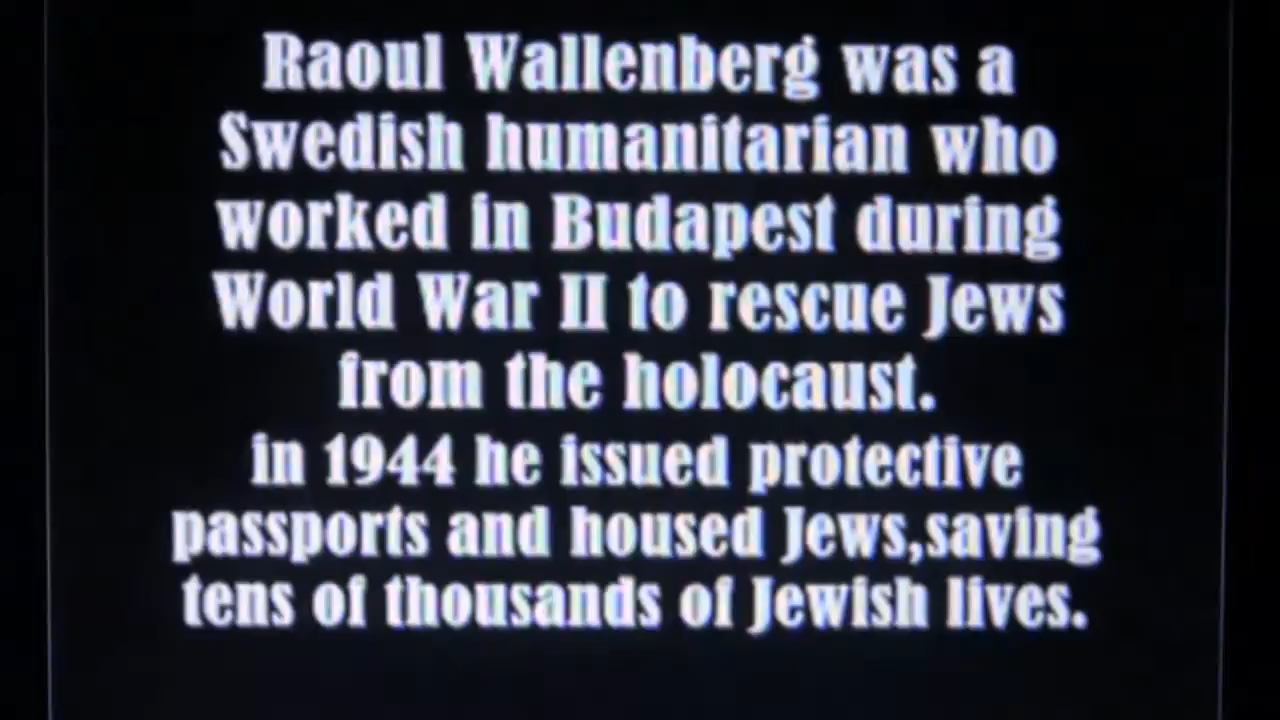 Raoul Wallenberg was a
Swedish humanitarian who
worked in Budapest during
World War II to rescue Jews
from the holocaust.
in 1944 he issued protective
passports and housed Jews,saving
tens of thousands of Jewish lives.